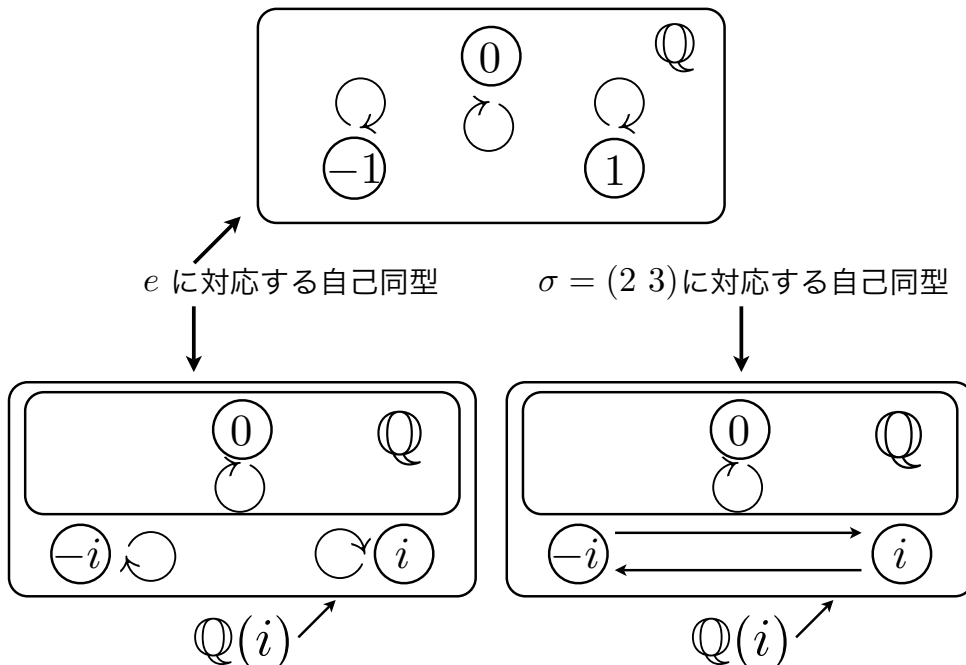 0 ℚ
−1 1
e に対応する自己同型
σ = (2 3)に対応する自己同型
0 ℚ
−i i
ℚ(i)
0 ℚ
−i i
ℚ(i)